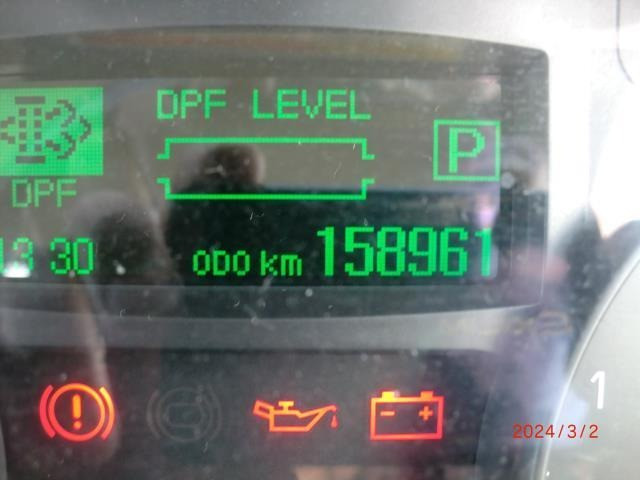 DPF LEVEL
P
DPF
13 30
ODO km 158961
1
2024/3/2